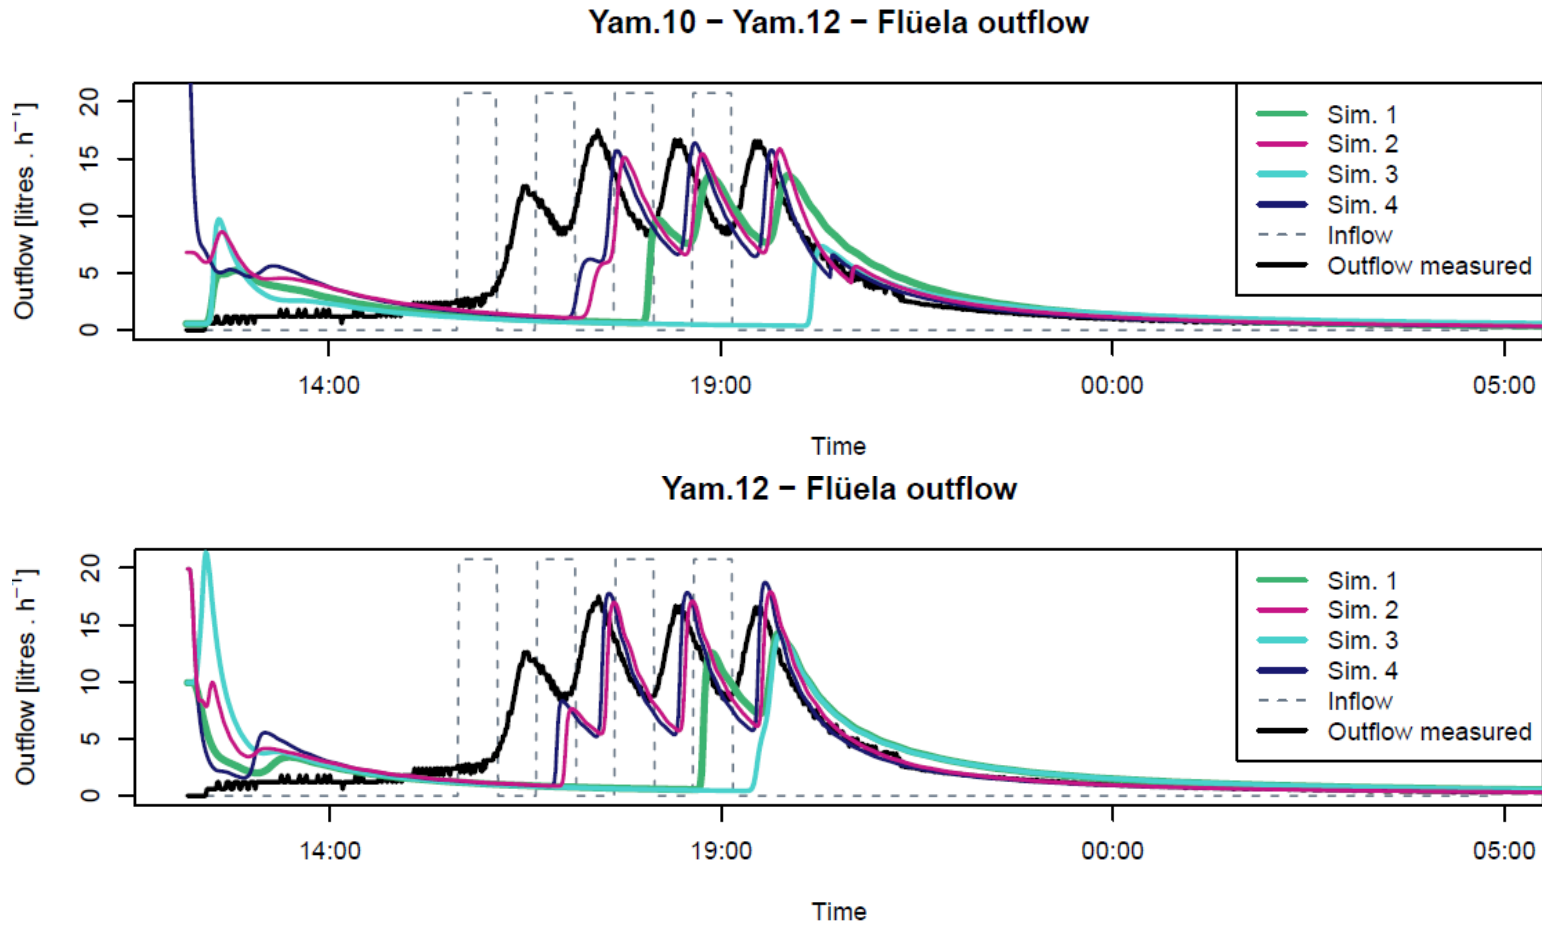 Yam.10 − Yam.12 − Flüela outflow
Outflow [litres . h⁻¹]
20
15
10
5
0
Sim. 1
Sim. 2
Sim. 3
Sim. 4
Inflow
Outflow measured
14:00 19:00 00:00 05:00
Time
Yam.12 − Flüela outflow
Outflow [litres . h⁻¹]
20
15
10
5
0
Sim. 1
Sim. 2
Sim. 3
Sim. 4
Inflow
Outflow measured
14:00 19:00 00:00 05:00
Time